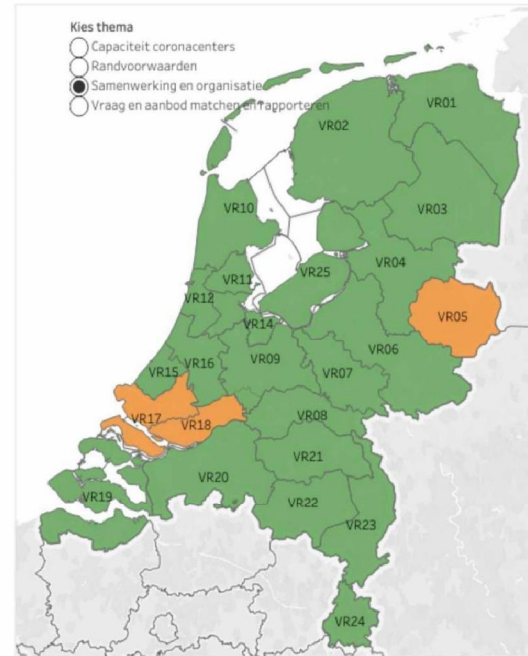 Kies thema
Capaciteit coronacenters
Randvoorwaarden
Samenwerking en organisatie
Vraag en aanbod matchen en rapporteren
VR01
VR02
VR03
VR10
VR04
VR11
VR25
VR12
VR05
VR14
VR16
VR09
VR06
VR15
VR07
VR17
VR18
VR08
VR21
VR20
VR19
VR22
VR23
VR24